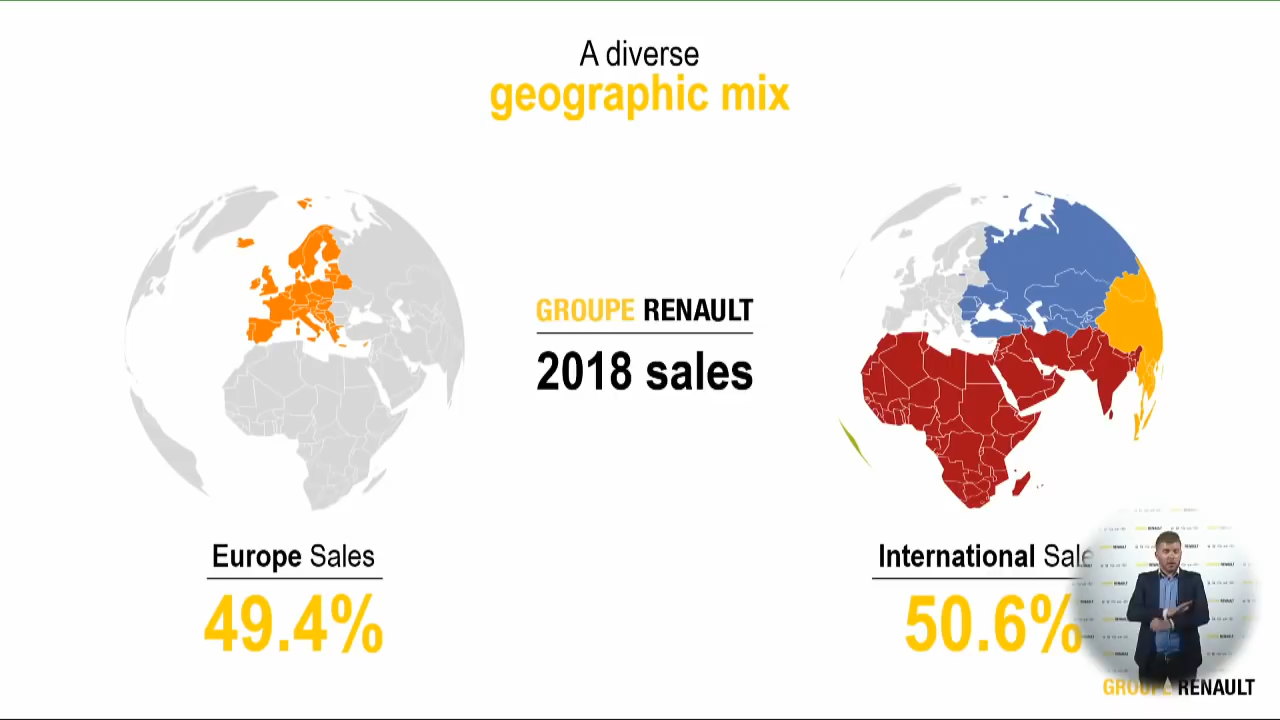 A diverse
geographic mix
GROUPE RENAULT
2018 sales
Europe Sales
49.4%
International Sale
50.6%
GROUPE RENAULT